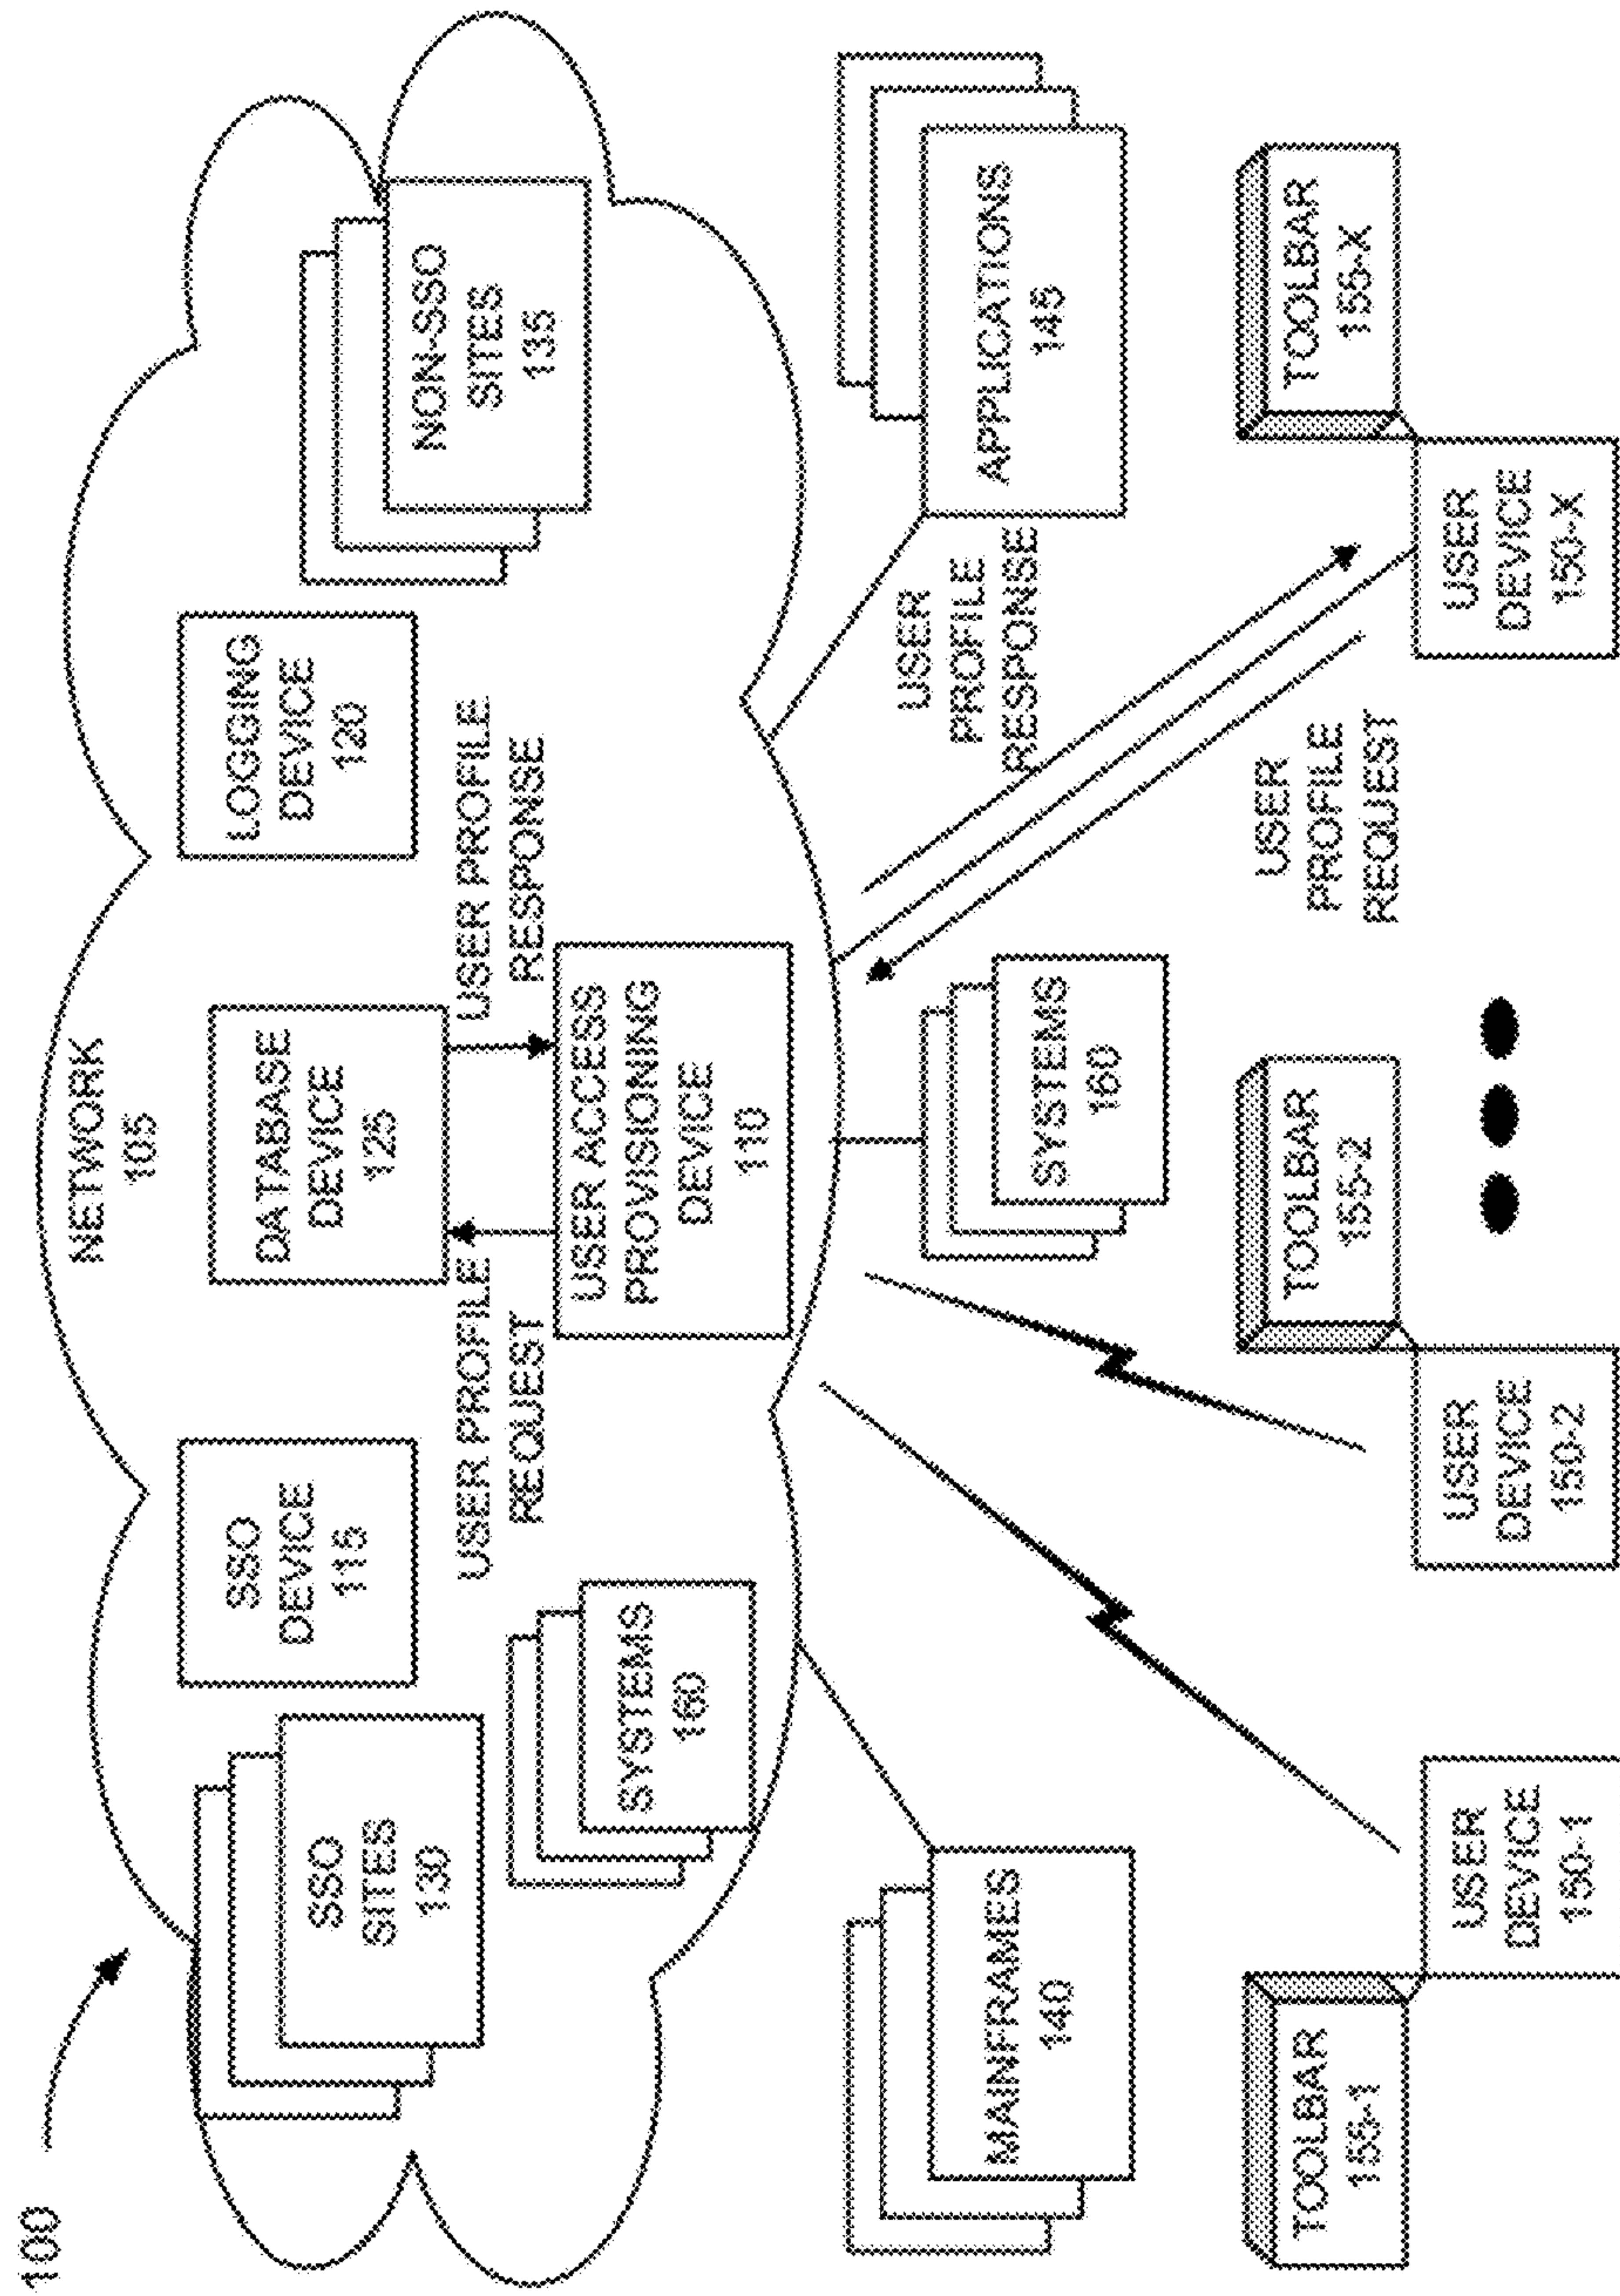 100
NETWORK
105
SSO
SITES
130
SSO
DEVICE
115
DATABASE
DEVICE
125
LOGGING
DEVICE
120
NON-SSO
SITES
135
SYSTEMS
160
USER PROFILE
REQUEST
USER PROFILE
RESPONSE
USER ACCESS
PROVISIONING
DEVICE
110
MAINFRAMES
140
SYSTEMS
160
USER
PROFILE
RESPONSE
APPLICATIONS
145
TOOLBAR
155-1
USER
DEVICE
150-1
TOOLBAR
155-2
USER
DEVICE
150-2
USER
PROFILE
REQUEST
TOOLBAR
155-X
USER
DEVICE
150-X